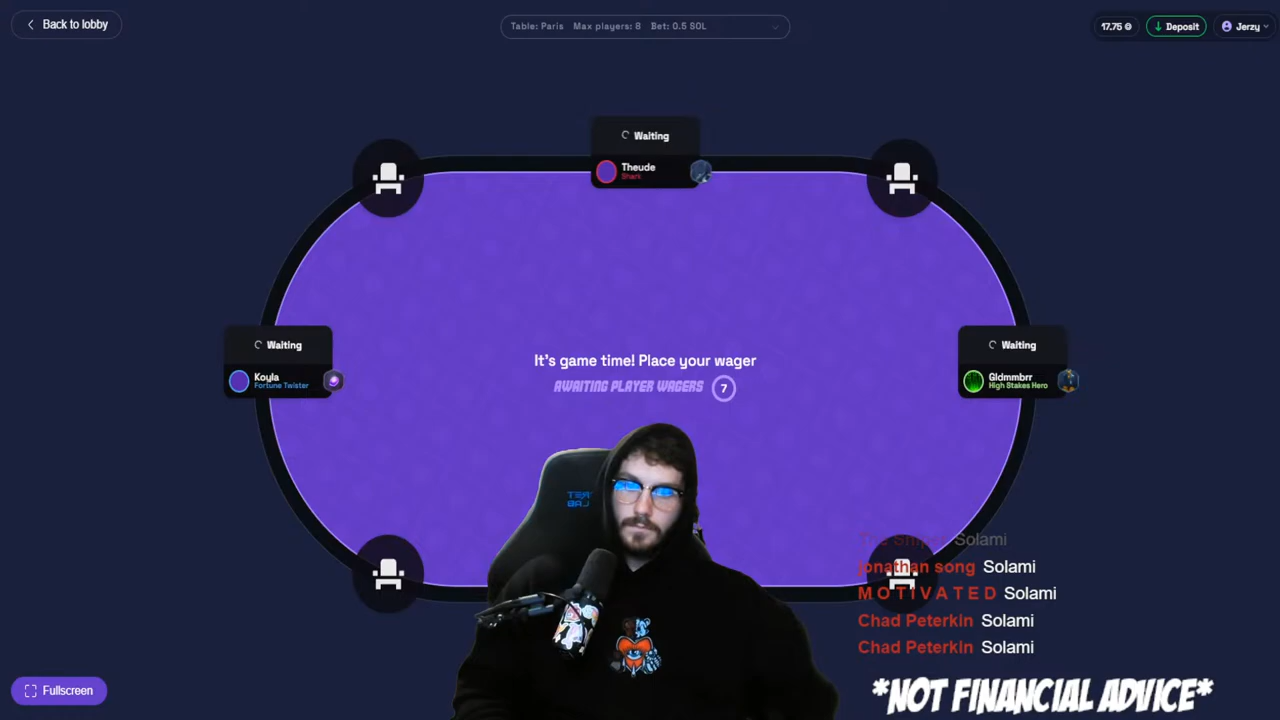 Back to lobby
Table: Paris Max players: 8 Bet: 0.5 SOL
17.75
Deposit
Jerzy
Waiting
Theude
Shark
Waiting
Koyla
Fortune Twister
Waiting
Gldmmbrr
High Stakes Hero
It's game time! Place your wager
AWAITING PLAYER WAGERS 7
The Sniper Solami
jonathan song Solami
M O T I V A T E D Solami
Chad Peterkin Solami
Chad Peterkin Solami
*NOT FINANCIAL ADVICE*
Fullscreen